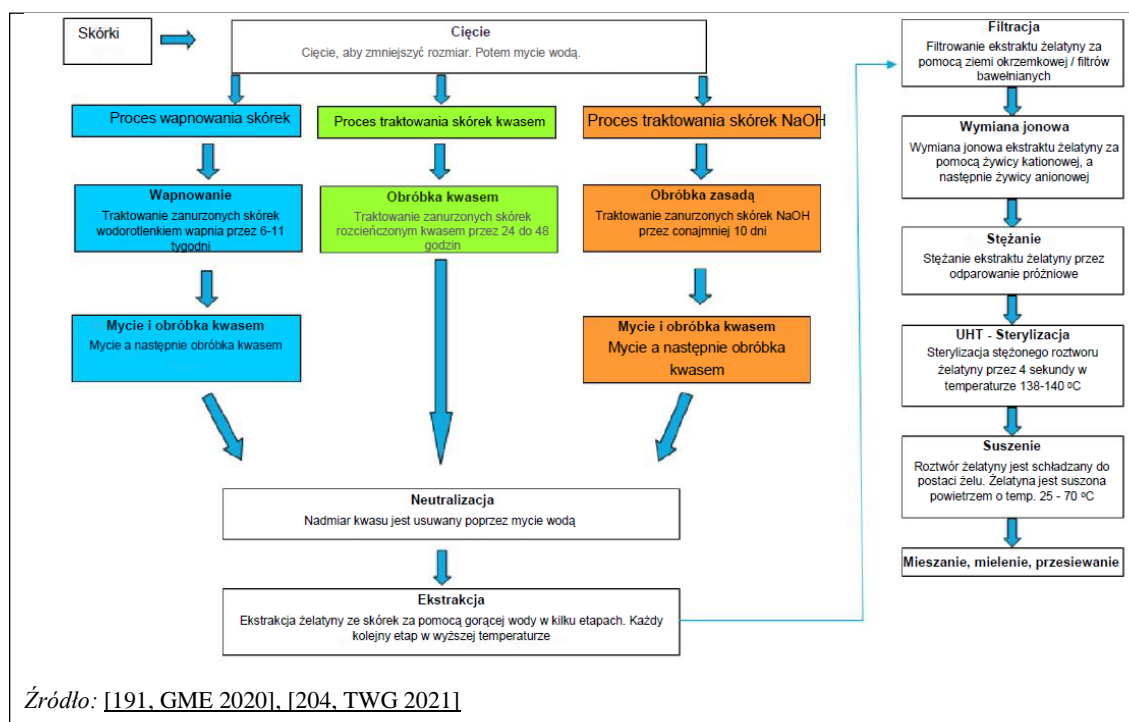 Skórki
Cięcie
Cięcie, aby zmniejszyć rozmiar. Potem mycie wodą.
Proces wapnowania skórek
Proces traktowania skórek kwasem
Proces traktowania skórek NaOH
Wapnowanie
Traktowanie zanurzonych skórek
wodorotlenkiem wapnia przez 6-11
tygodni
Obróbka kwasem
Traktowanie zanurzonych skórek
rozcieńczonym kwasem przez 24 do 48
godzin
Obróbka zasadą
Traktowanie zanurzonych skórek NaOH
przez conajmniej 10 dni
Mycie i obróbka kwasem
Mycie a następnie obróbka kwasem
Mycie i obróbka kwasem
Mycie a następnie obróbka
kwasem
Neutralizacja
Nadmiar kwasu jest usuwany poprzez mycie wodą
Ekstrakcja
Ekstrakcja żelatyny ze skórek za pomocą gorącej wody w kilku etapach. Każdy
kolejny etap w wyższej temperaturze
Filtracja
Filtrowanie ekstraktu żelatyny za
pomocą ziemi okrzemkowej / filtrów
bawełnianych
Wymiana jonowa
Wymiana jonowa ekstraktu żelatyny za
pomocą żywicy kationowej, a
następnie żywicy anionowej
Stężanie
Stężanie ekstraktu żelatyny przez
odparowanie próżniowe
UHT - Sterylizacja
Sterylizacja stężonego roztworu
żelatyny przez 4 sekundy w
temperaturze 138-140 ºC
Suszenie
Roztwór żelatyny jest schładzany do
postaci żelu. Żelatyna jest suszona
powietrzem o temp. 25 - 70 ºC
Mieszanie, mielenie, przesiewanie
Źródło: [191, GME 2020], [204, TWG 2021]